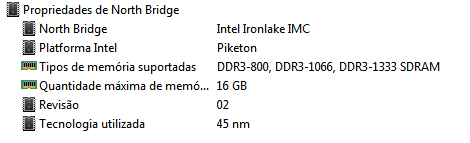 Propriedades de North Bridge
North Bridge Intel Ironlake IMC
Plataforma Intel Piketon
Tipos de memória suportadas DDR3-800, DDR3-1066, DDR3-1333 SDRAM
Quantidade máxima de memó... 16 GB
Revisão 02
Tecnologia utilizada 45 nm